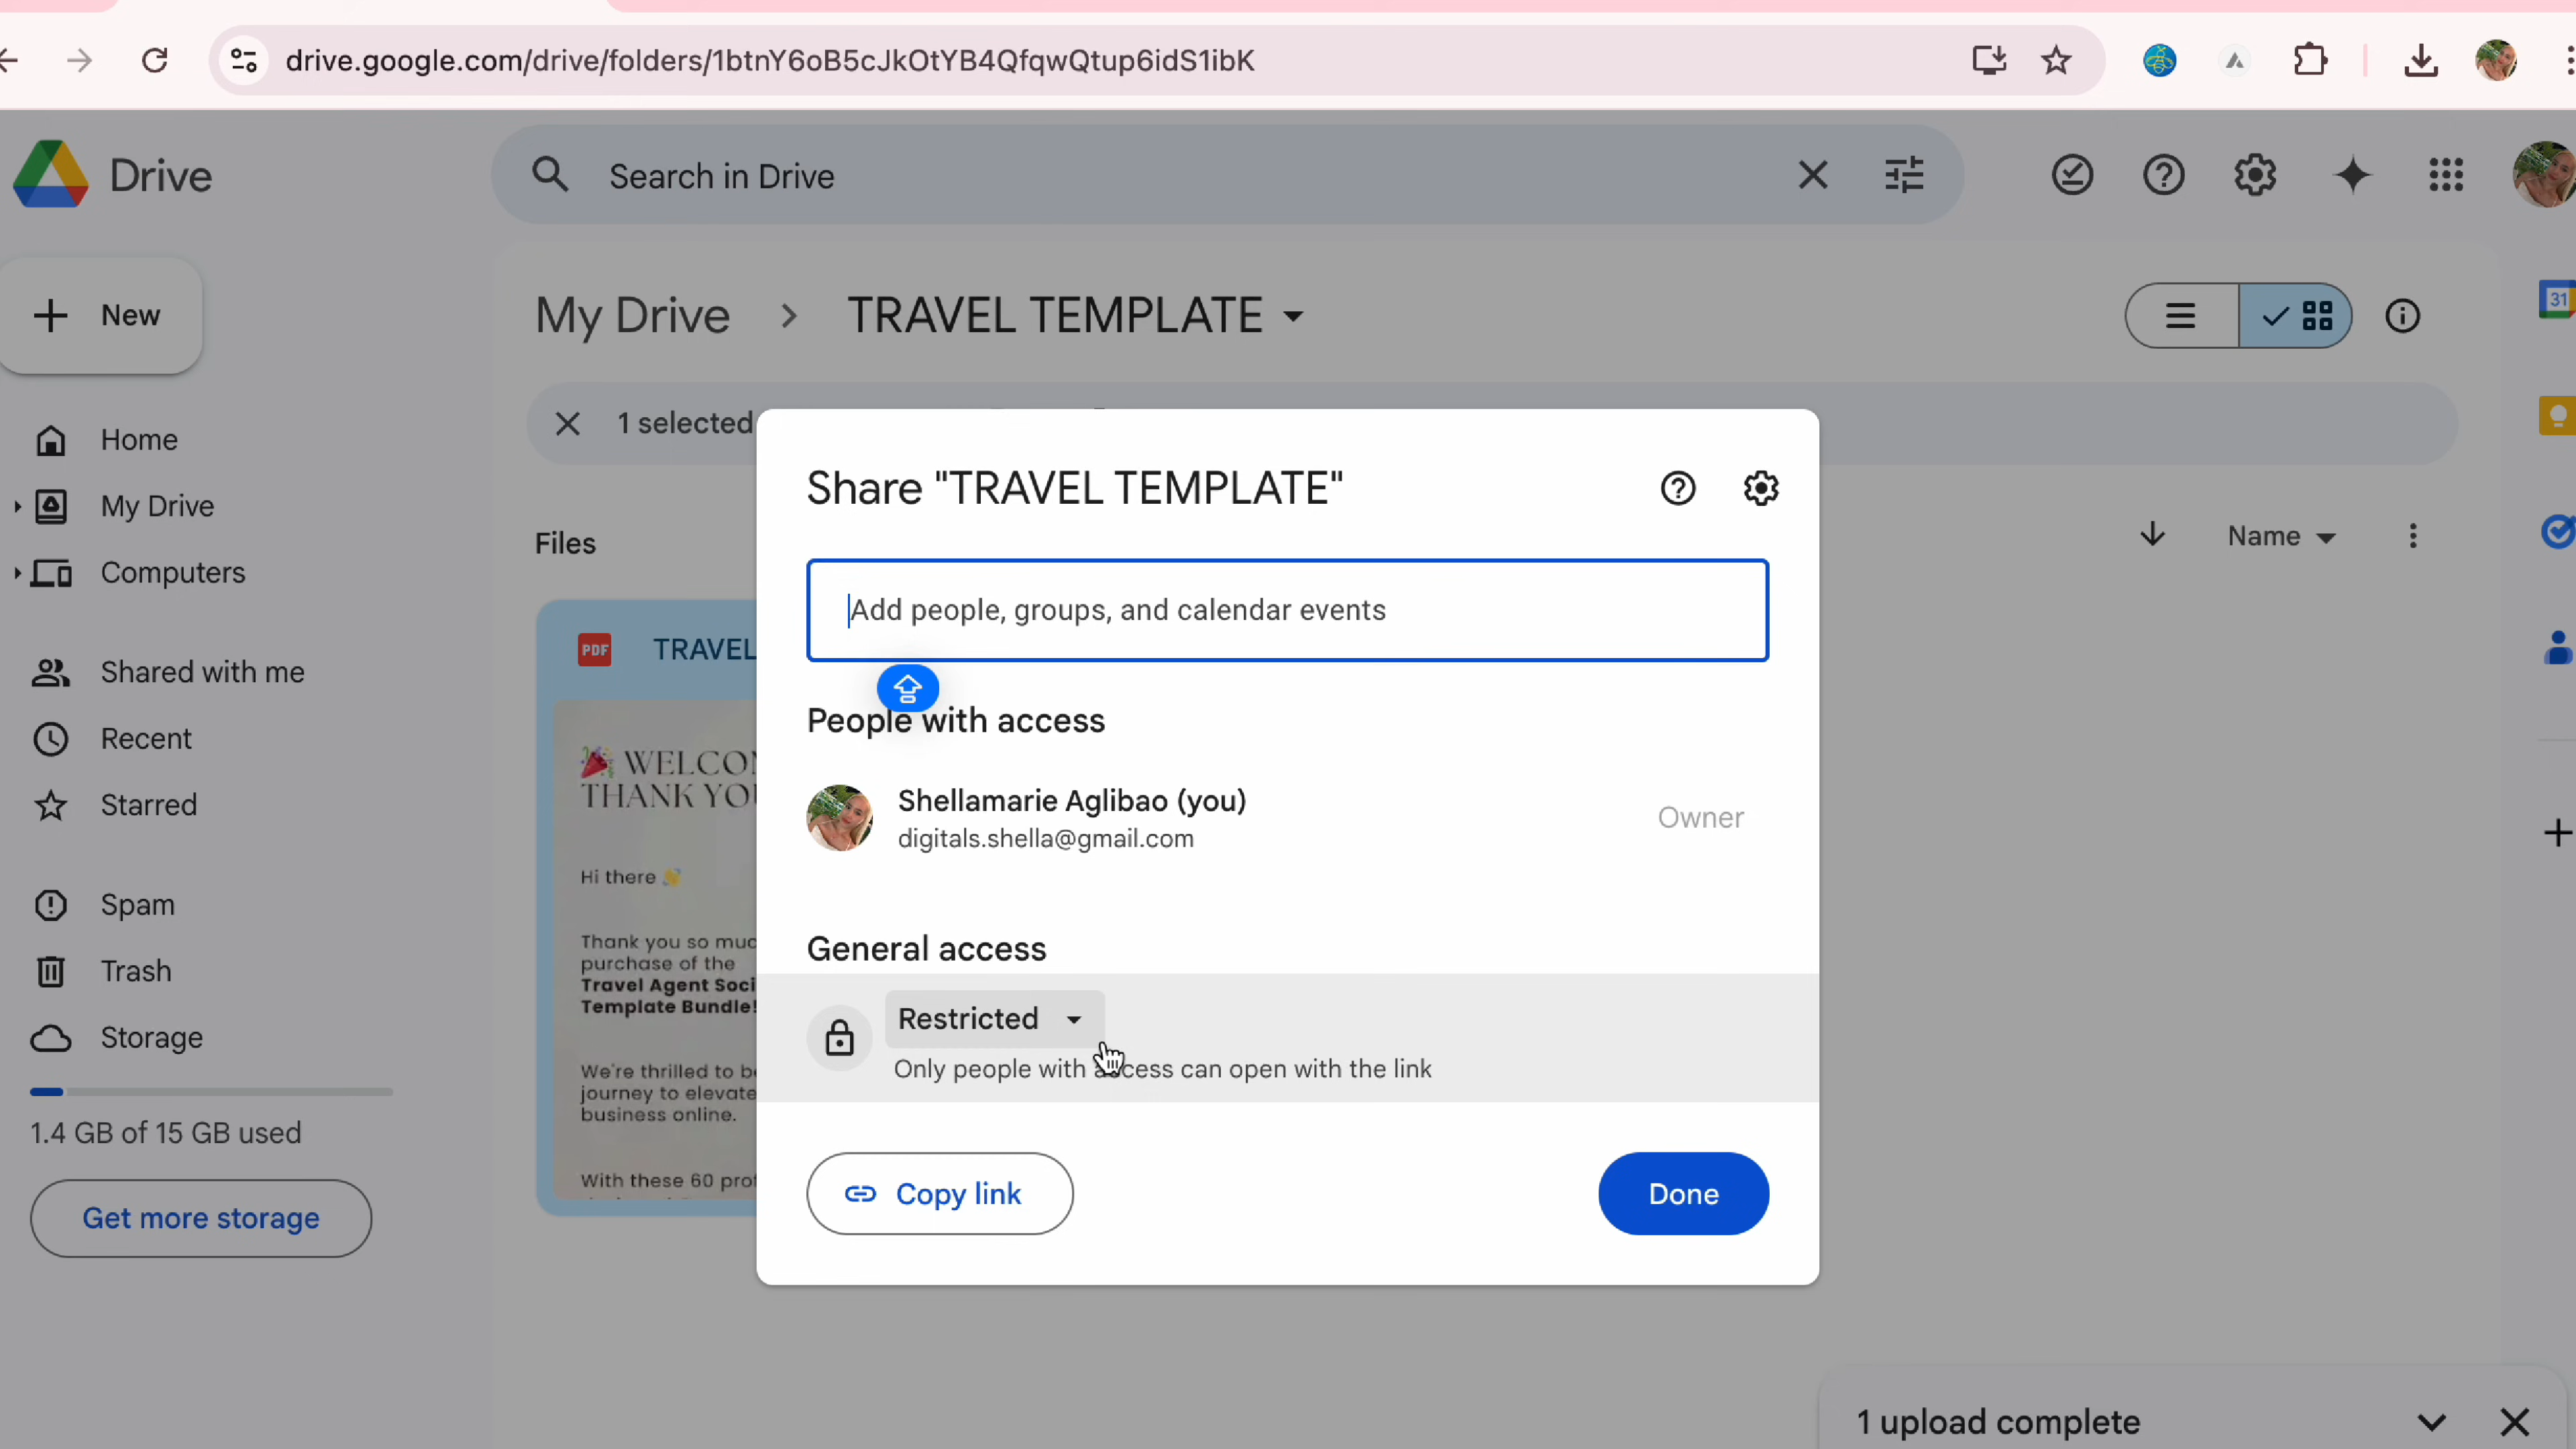 drive.google.com/drive/folders/1btnY6oB5cJkOtYB4QfqwQtup6idS1ibK
Drive
Search in Drive
New
My Drive
TRAVEL TEMPLATE
1 selected
Home
My Drive
Computers
Shared with me
Recent
Starred
Spam
Trash
Storage
1.4 GB of 15 GB used
Get more storage
Files
Name
PDF
TRAVEL
THANK
Hi there 👋
Thank you so
purchase of the
Travel Agent
Template Bundle!
We're thrilled to
journey to elevate
business online.
With these 60
Share "TRAVEL TEMPLATE"
Add people, groups, and calendar events
People with access
Shellamarie Aglibao (you)
digitals.shella@gmail.com
Owner
General access
Restricted
Only people with access can open with the link
Copy link
Done
31
1 upload complete